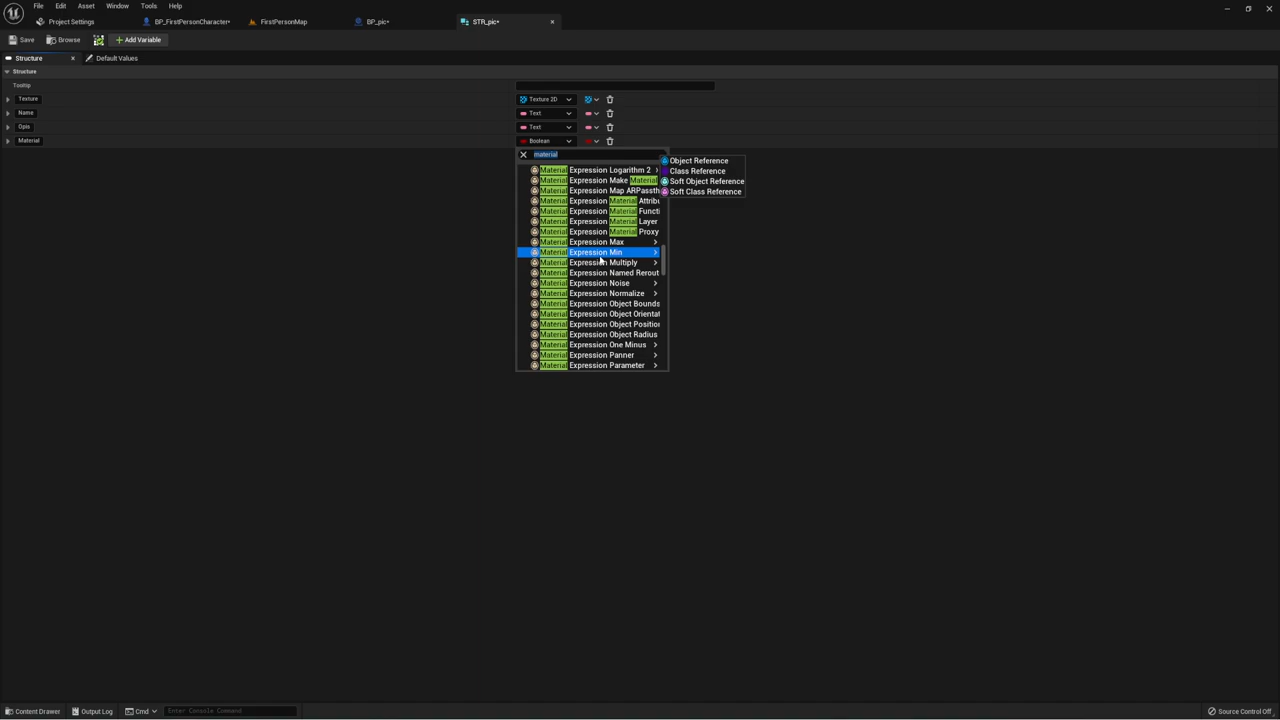 File Edit Asset Window Tools Help
Project Settings BP_FirstPersonCharacter• FirstPersonMap BP_pic• STR_pic•
Save Browse Add Variable
Structure Default Values
Structure
Tooltip
Texture Texture 2D
Name Text
Opis Text
Material Boolean
material
Object Reference
Class Reference
Soft Object Reference
Soft Class Reference
Material Expression Logarithm 2
Material Expression Make Material
Material Expression Map ARPassth
Material Expression Material Attribu
Material Expression Material Functi
Material Expression Material Layer
Material Expression Material Proxy
Material Expression Max
Material Expression Min
Material Expression Multiply
Material Expression Named Rerout
Material Expression Noise
Material Expression Normalize
Material Expression Object Bounds
Material Expression Object Orientat
Material Expression Object Position
Material Expression Object Radius
Material Expression One Minus
Material Expression Panner
Material Expression Parameter
Content Drawer Output Log Cmd Enter Console Command Source Control Off